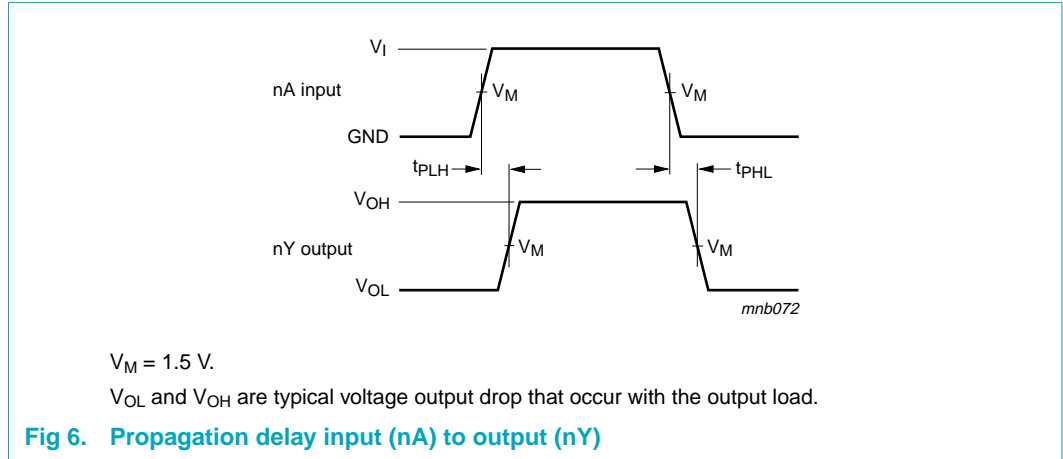 VI
nA input
VM
VM
GND
tPLH
tPHL
VOH
nY output
VM
VM
VOL
mnb072
VM = 1.5 V.
VOL and VOH are typical voltage output drop that occur with the output load.
Fig 6. Propagation delay input (nA) to output (nY)